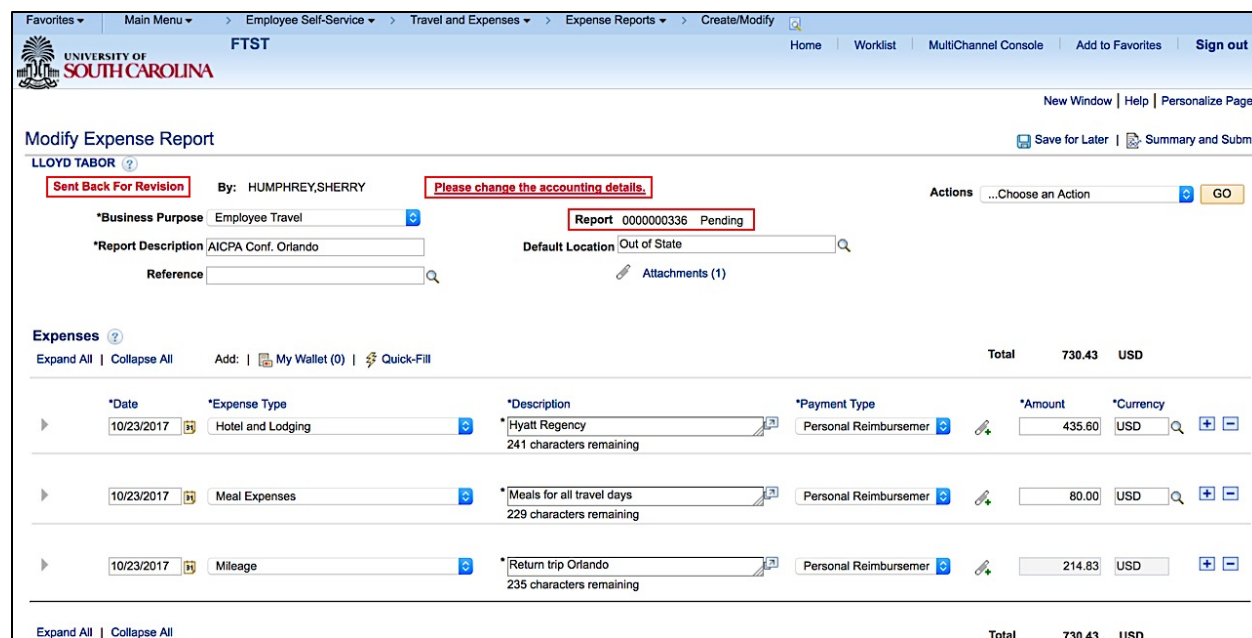 Favorites Main Menu > Employee Self-Service > Travel and Expenses > Expense Reports > Create/Modify
FTST Home Worklist MultiChannel Console Add to Favorites Sign out
UNIVERSITY OF
SOUTH CAROLINA
New Window | Help | Personalize Page
Modify Expense Report Save for Later | Summary and Subm
LLOYD TABOR ?
Sent Back For Revision By: HUMPHREY,SHERRY Please change the accounting details.
Actions ...Choose an Action GO
*Business Purpose Employee Travel Report 0000000336 Pending
*Report Description AICPA Conf. Orlando Default Location Out of State
Reference Attachments (1)
Expenses ?
Expand All | Collapse All Add: | My Wallet (0) | Quick-Fill Total 730.43 USD
*Date *Expense Type *Description *Payment Type *Amount *Currency
10/23/2017 31 Hotel and Lodging * Hyatt Regency Personal Reimbursemer 435.60 USD + -
241 characters remaining
10/23/2017 31 Meal Expenses * Meals for all travel days Personal Reimbursemer 80.00 USD + -
229 characters remaining
10/23/2017 31 Mileage * Return trip Orlando Personal Reimbursemer 214.83 USD + -
235 characters remaining
Expand All | Collapse All Total 730.43 USD